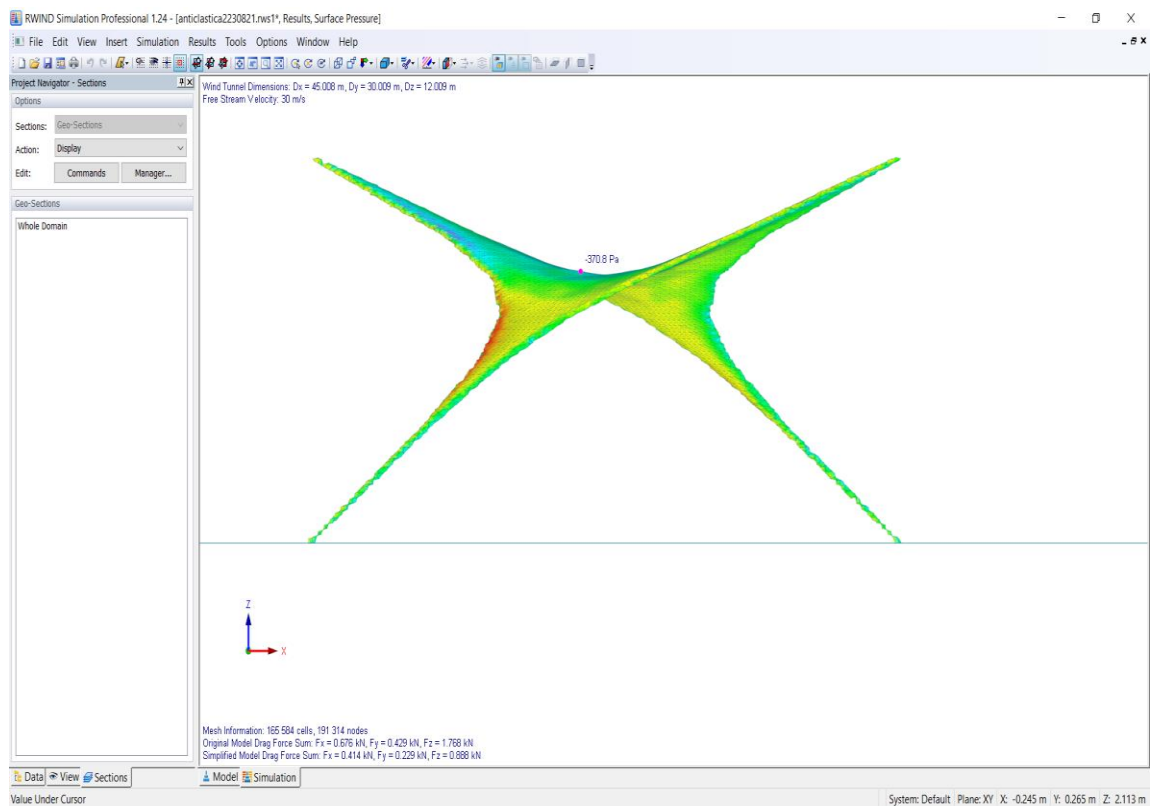 RWIND Simulation Professional 1.24 - [anticlastica2230821.rws1*, Results, Surface Pressure]
File Edit View Insert Simulation Results Tools Options Window Help
Project Navigator - Sections
Options
Sections: Geo-Sections
Action: Display
Edit: Commands Manager...
Geo-Sections
Whole Domain
Wind Tunnel Dimensions: Dx = 45.008 m, Dy = 30.009 m, Dz = 12.009 m
Free Stream Velocity: 30 m/s
-370.8 Pa
Z
X
Mesh Information: 165 584 cells, 191 314 nodes
Original Model Drag Force Sum: Fx = 0.676 kN, Fy = 0.429 kN, Fz = 1.768 kN
Simplified Model Drag Force Sum: Fx = 0.414 kN, Fy = 0.229 kN, Fz = 0.888 kN
Data View Sections Model Simulation
Value Under Cursor System: Default Plane: XY X: -0.245 m Y: 0.265 m Z: 2.113 m